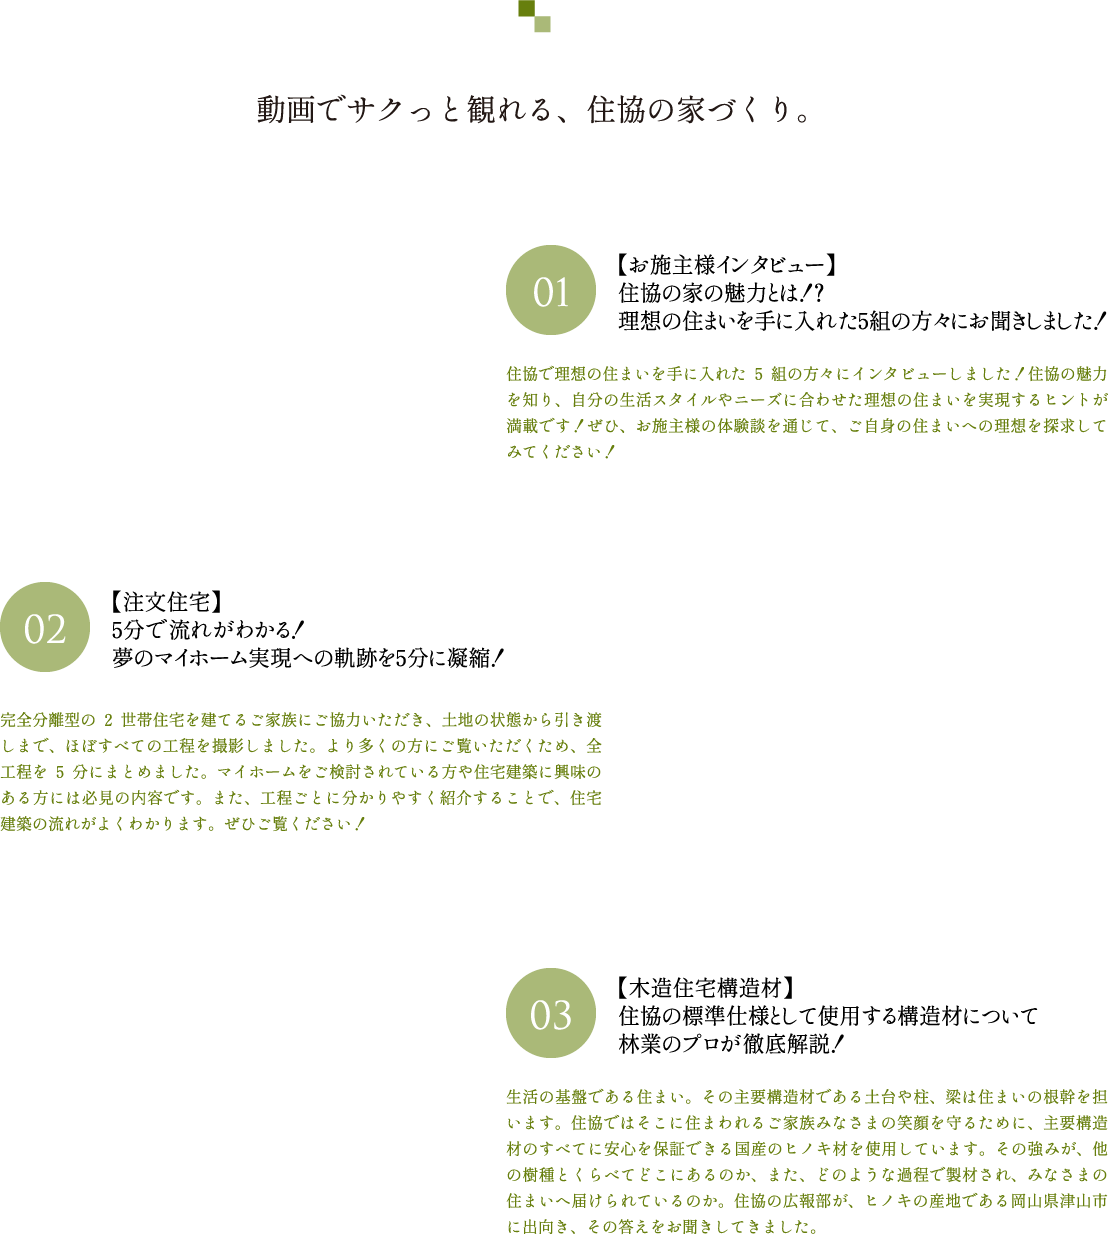 動画でサクっと観れる、住協の家づくり。
01
【お施主様インタビュー】
住協の家の魅力とは!?
理想の住まいを手に入れた5組の方々にお聞きしました!
住協で理想の住まいを手に入れた 5 組の方々にインタビューしました!住協の魅力
を知り、自分の生活スタイルやニーズに合わせた理想の住まいを実現するヒントが
満載です!ぜひ、お施主様の体験談を通じて、ご自身の住まいへの理想を探求して
みてください!
02
【注文住宅】
5分で流れがわかる!
夢のマイホーム実現への軌跡を5分に凝縮!
完全分離型の 2 世帯住宅を建てるご家族にご協力いただき、土地の状態から引き渡
しまで、ほぼすべての工程を撮影しました。より多くの方にご覧いただくため、全
工程を 5 分にまとめました。マイホームをご検討されている方や住宅建築に興味の
ある方には必見の内容です。また、工程ごとに分かりやすく紹介することで、住宅
建築の流れがよくわかります。ぜひご覧ください!
03
【木造住宅構造材】
住協の標準仕様として使用する構造材について
林業のプロが徹底解説!
生活の基盤である住まい。その主要構造材である土台や柱、梁は住まいの根幹を担
います。住協ではそこに住まわれるご家族みなさまの笑顔を守るために、主要構造
材のすべてに安心を保証できる国産のヒノキ材を使用しています。その強みが、他
の樹種とくらべてどこにあるのか、また、どのような過程で製材され、みなさまの
住まいへ届けられているのか。住協の広報部が、ヒノキの産地である岡山県津山市
に出向き、その答えをお聞きしてきました。